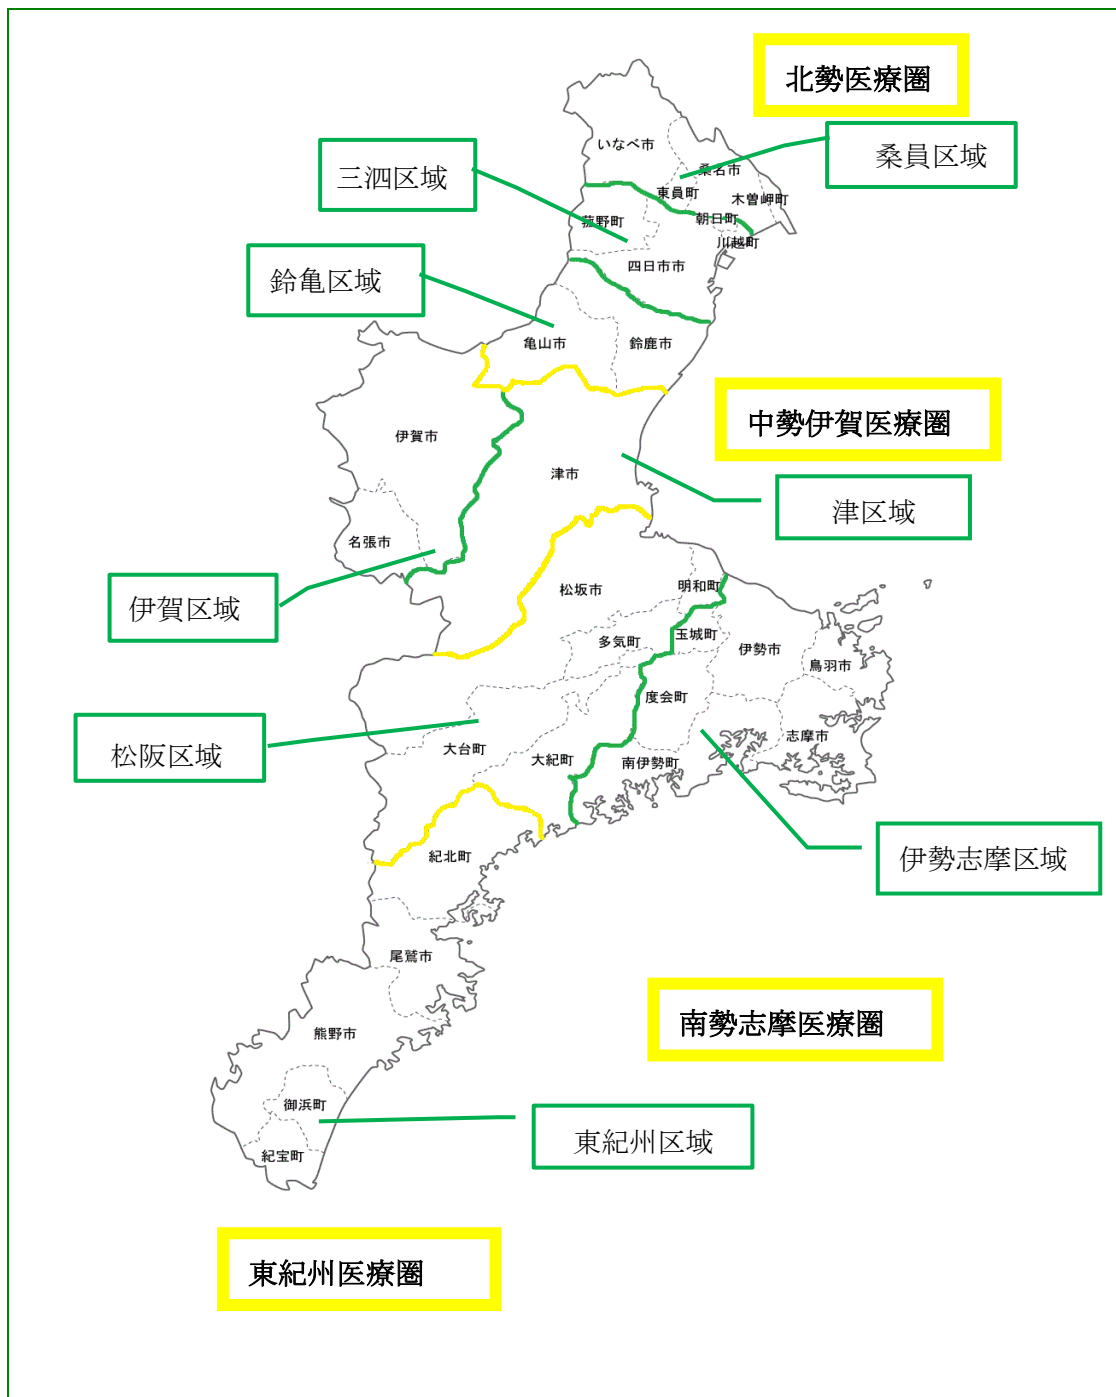 北勢医療圏
桑員区域
いなべ市
三泗区域
桑名市
東員町
木曽岬町
菰野町
朝日町
川越町
四日市市
鈴亀区域
亀山市
鈴鹿市
中勢伊賀医療圏
伊賀市
津市
津区域
名張市
伊賀区域
松坂市
明和町
多気町
玉城町
伊勢市
鳥羽市
度会町
松阪区域
大台町
大紀町
南伊勢町
志摩市
紀北町
伊勢志摩区域
尾鷲市
南勢志摩医療圏
熊野市
御浜町
東紀州区域
紀宝町
東紀州医療圏